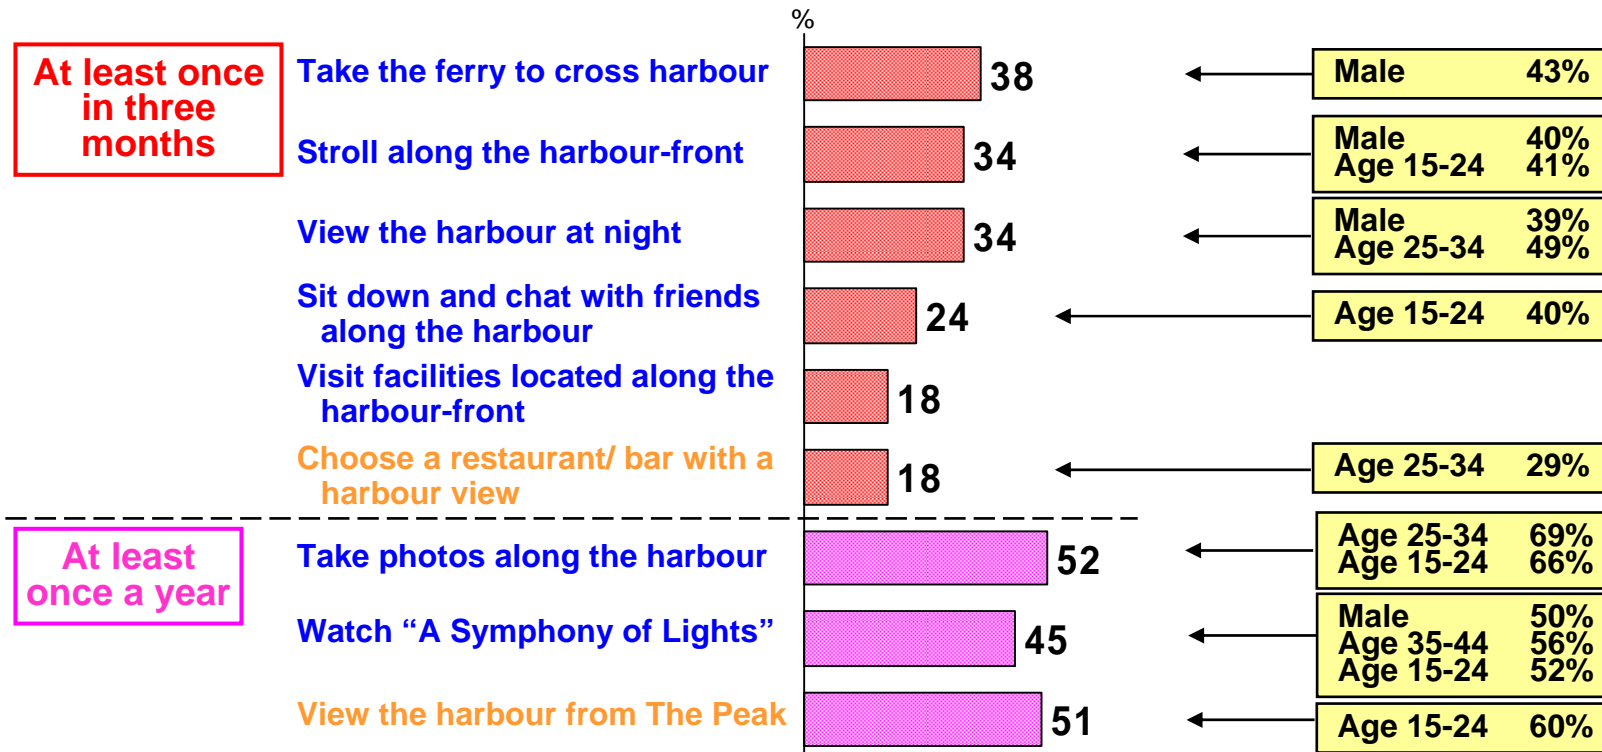 %
At least once
in three
months
Take the ferry to cross harbour
38
Male 43%
Stroll along the harbour-front
34
Male 40%
Age 15-24 41%
View the harbour at night
34
Male 39%
Age 25-34 49%
Sit down and chat with friends
along the harbour
24
Age 15-24 40%
Visit facilities located along the
harbour-front
18
Choose a restaurant/ bar with a
harbour view
18
Age 25-34 29%
At least
once a year
Take photos along the harbour
52
Age 25-34 69%
Age 15-24 66%
Watch “A Symphony of Lights”
45
Male 50%
Age 35-44 56%
Age 15-24 52%
View the harbour from The Peak
51
Age 15-24 60%